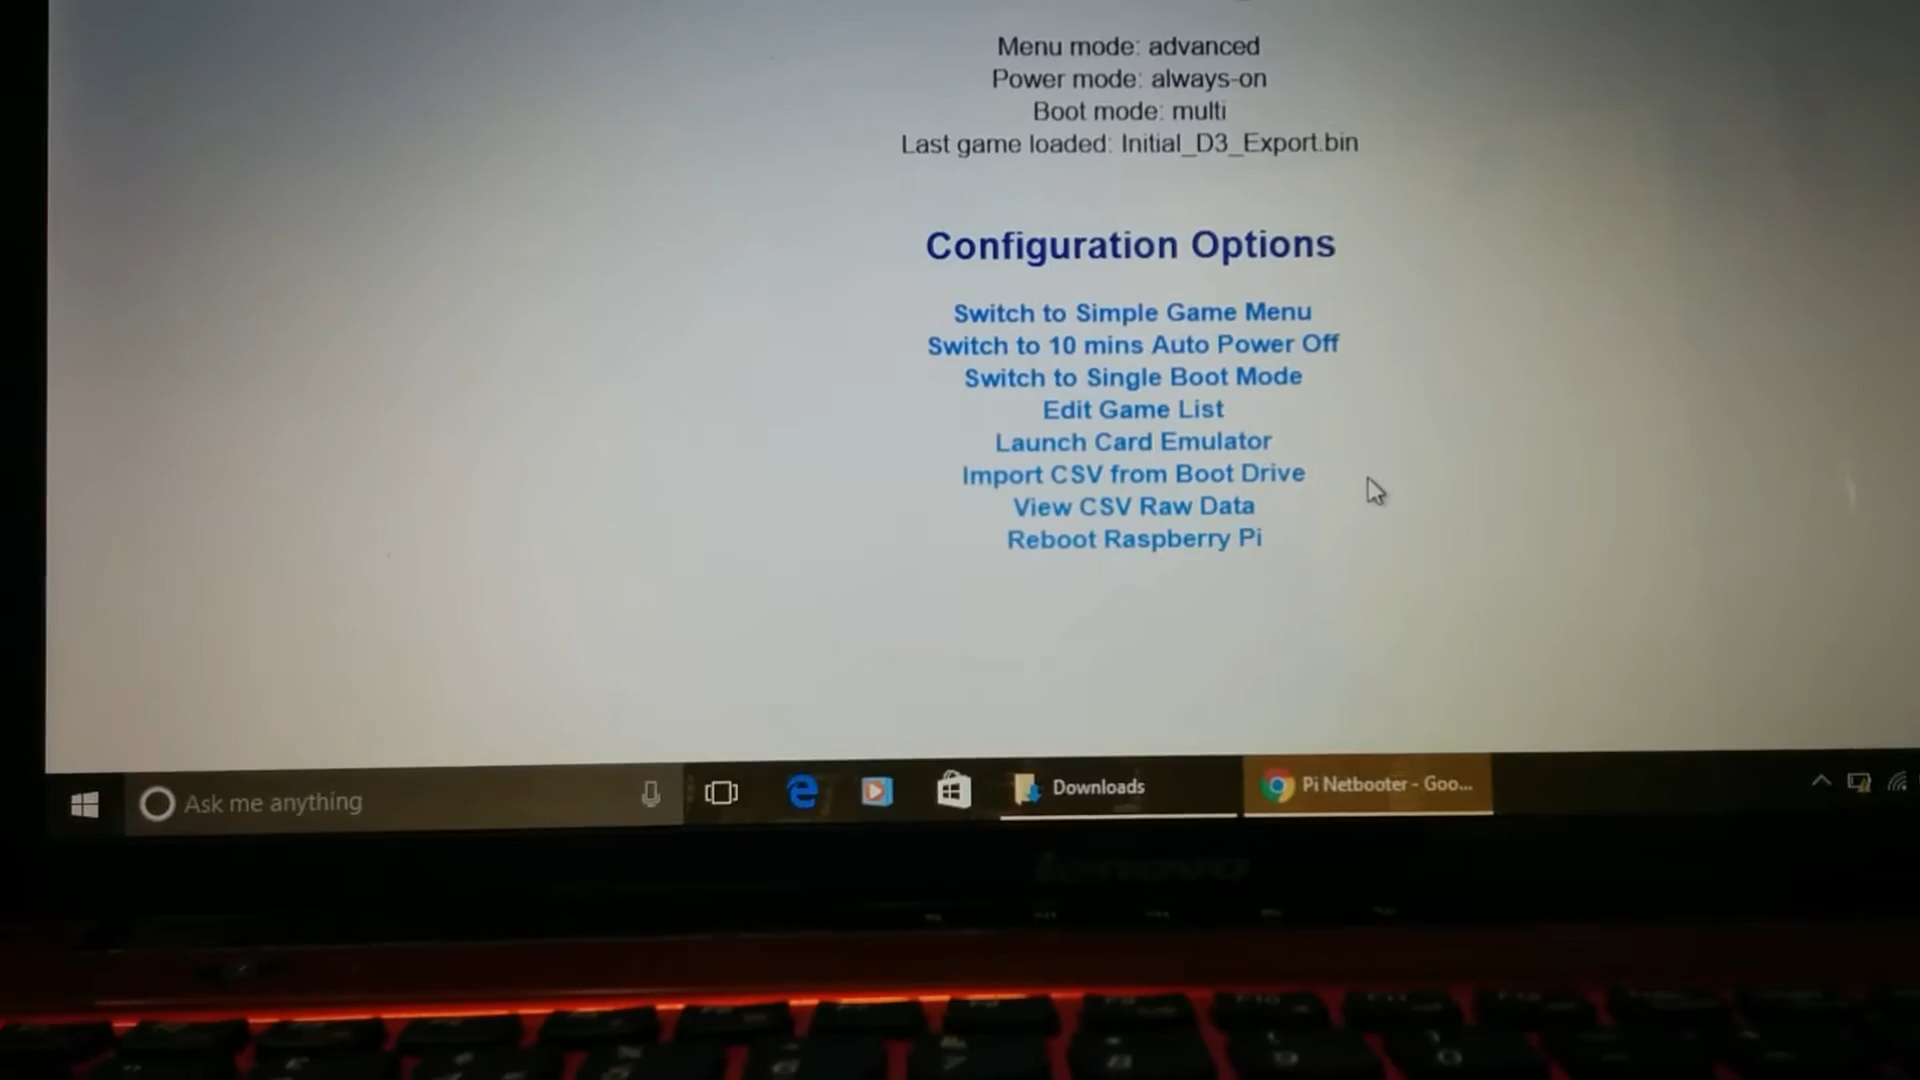 Menu mode: advanced
Power mode: always-on
Boot mode: multi
Last game loaded: Initial_D3_Export.bin
Configuration Options
Switch to Simple Game Menu
Switch to 10 mins Auto Power Off
Switch to Single Boot Mode
Edit Game List
Launch Card Emulator
Import CSV from Boot Drive
View CSV Raw Data
Reboot Raspberry Pi
Ask me anything
Downloads
Pi Netbooter - Goo...
lenovo